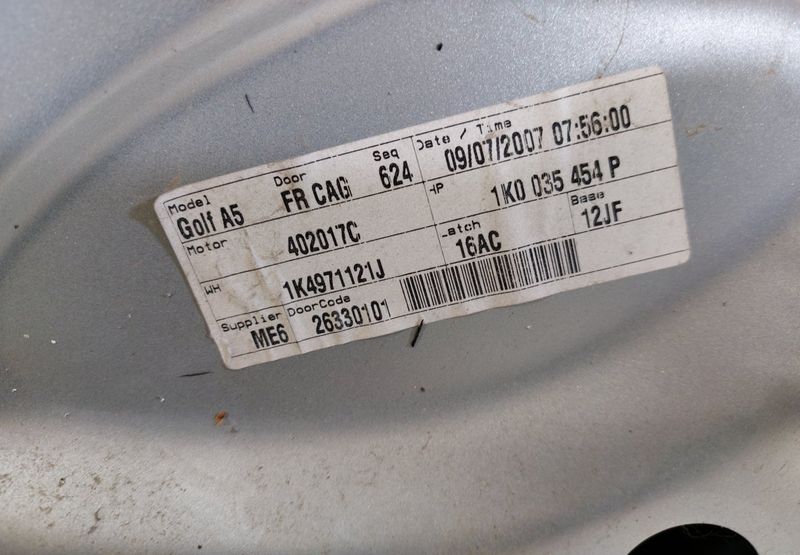 Model Door Seq Date / Time
Golf A5 FR CAG 624 09/07/2007 07:56:00
Motor 402017C HP 1K0 035 454 P
WH 1K4971121J Latch 16AC Base 12JF
Supplier ME6 DoorCode 26330101